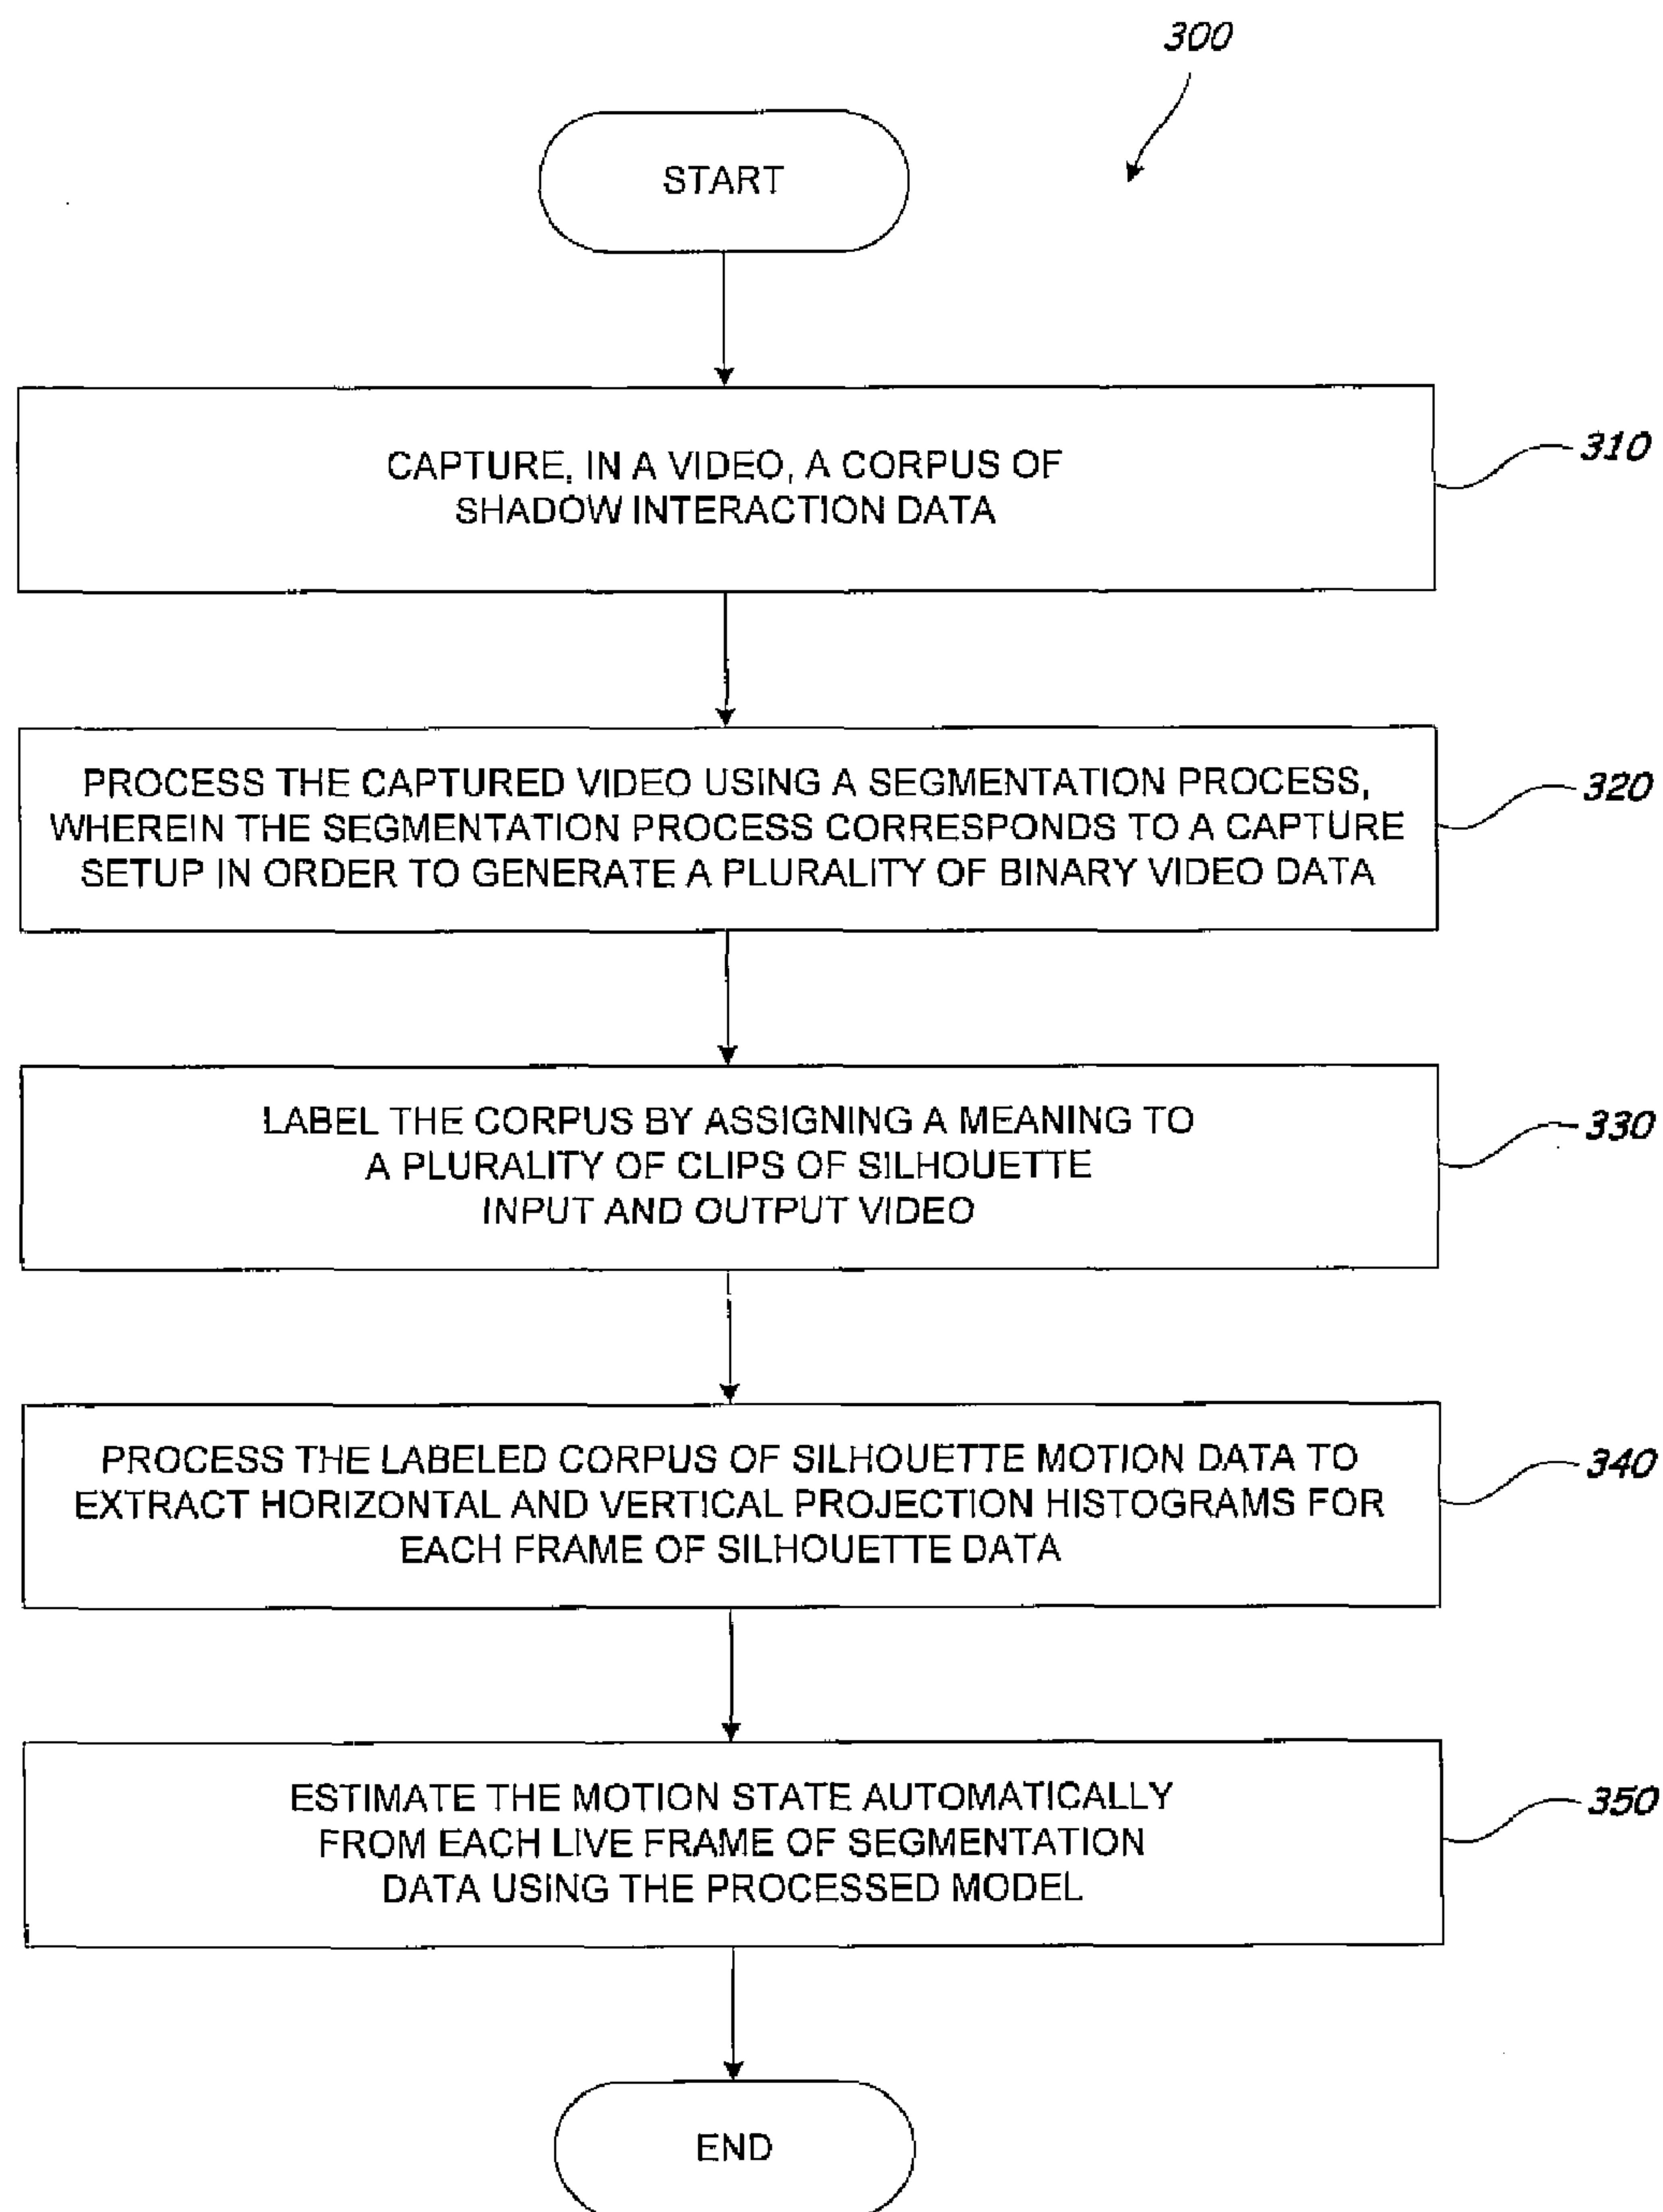 300
START
CAPTURE, IN A VIDEO, A CORPUS OF
SHADOW INTERACTION DATA
310
PROCESS THE CAPTURED VIDEO USING A SEGMENTATION PROCESS,
WHEREIN THE SEGMENTATION PROCESS CORRESPONDS TO A CAPTURE
SETUP IN ORDER TO GENERATE A PLURALITY OF BINARY VIDEO DATA
320
LABEL THE CORPUS BY ASSIGNING A MEANING TO
A PLURALITY OF CLIPS OF SILHOUETTE
INPUT AND OUTPUT VIDEO
330
PROCESS THE LABELED CORPUS OF SILHOUETTE MOTION DATA TO
EXTRACT HORIZONTAL AND VERTICAL PROJECTION HISTOGRAMS FOR
EACH FRAME OF SILHOUETTE DATA
340
ESTIMATE THE MOTION STATE AUTOMATICALLY
FROM EACH LIVE FRAME OF SEGMENTATION
DATA USING THE PROCESSED MODEL
350
END